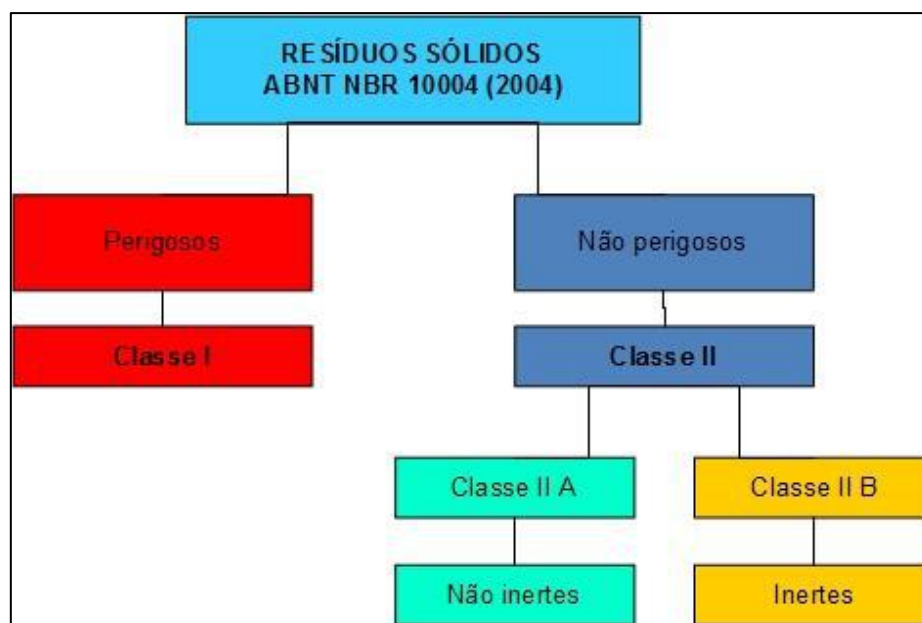 RESÍDUOS SÓLIDOS
ABNT NBR 10004 (2004)
Perigosos
Não perigosos
Classe I
Classe II
Classe II A
Classe II B
Não inertes
Inertes